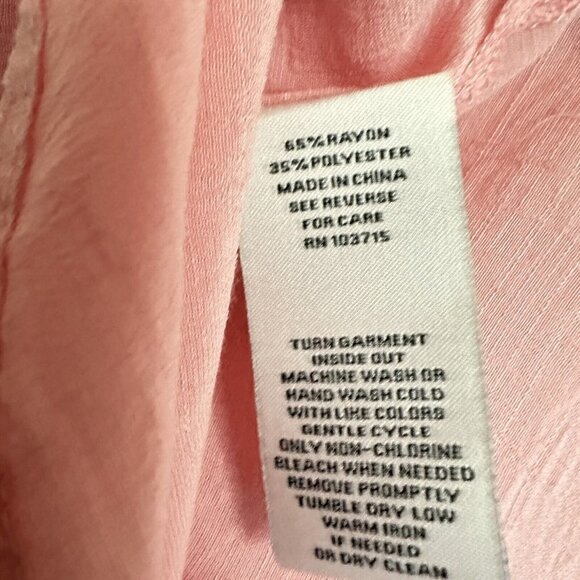 65% RAYON
35% POLYESTER
MADE IN CHINA
SEE REVERSE
FOR CARE
RN 103715
TURN GARMENT
INSIDE OUT
MACHINE WASH OR
HAND WASH COLD
WITH LIKE COLORS
GENTLE CYCLE
ONLY NON-CHLORINE
BLEACH WHEN NEEDED
REMOVE PROMPTLY
TUMBLE DRY LOW
WARM IRON
IF NEEDED
OR DRY CLEAN